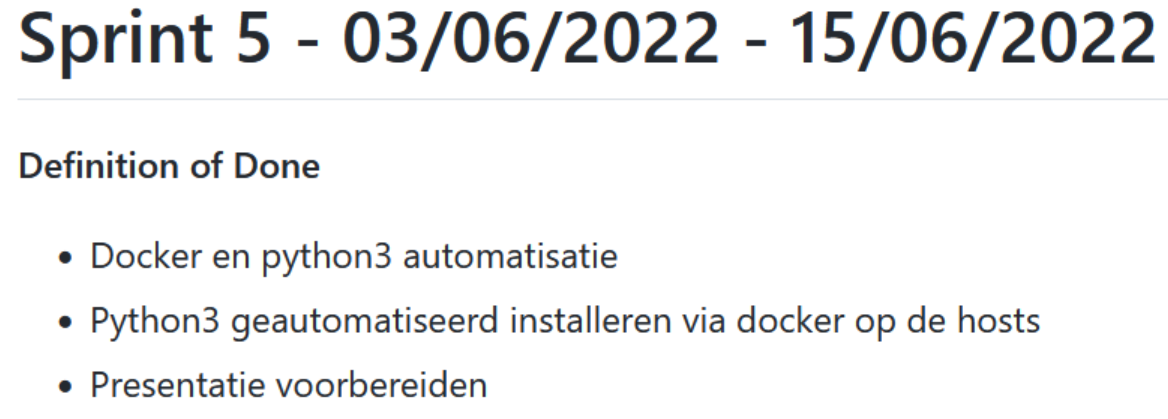 Sprint 5 - 03/06/2022 - 15/06/2022
Definition of Done
• Docker en python3 automatisatie
• Python3 geautomatiseerd installeren via docker op de hosts
• Presentatie voorbereiden